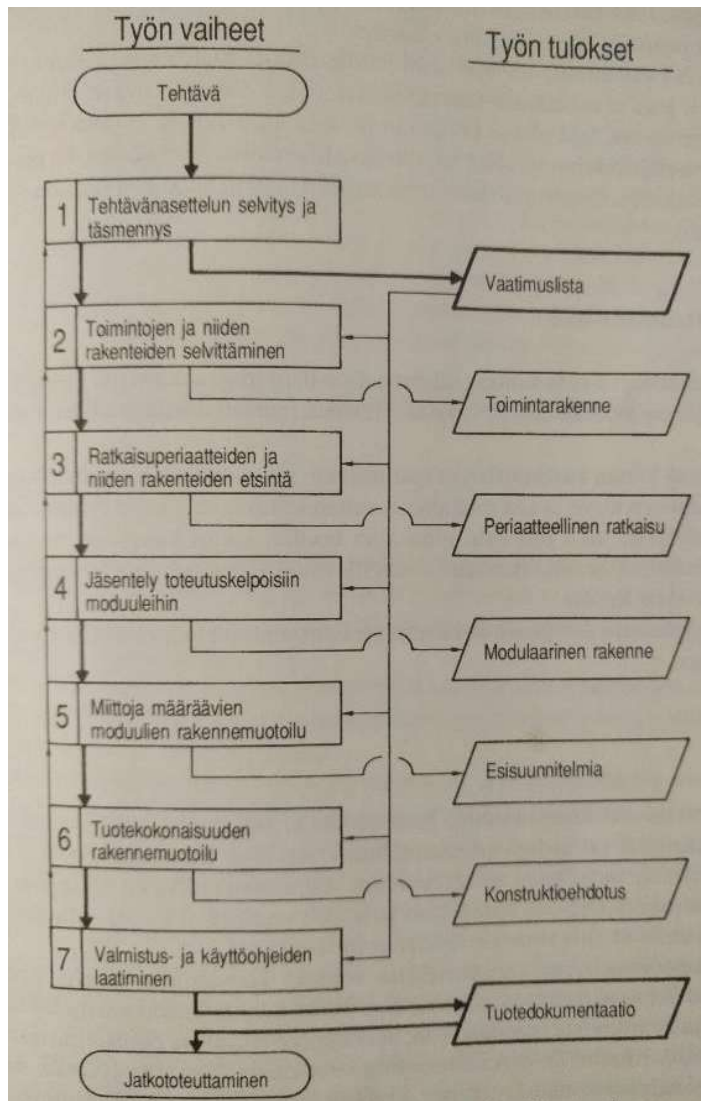 Työn vaiheet
Työn tulokset
Tehtävä
1
Tehtävänasettelun selvitys ja
täsmennys
Vaatimuslista
2
Toimintojen ja niiden
rakenteiden selvittäminen
Toimintarakenne
3
Ratkaisuperiaatteiden ja
niiden rakenteiden etsintä
Periaatteellinen ratkaisu
4
Jäsentely toteutuskelpoisiin
moduuleihin
Modulaarinen rakenne
5
Miittoja määräävien
moduulien rakennemuotoilu
Esisuunnitelmia
6
Tuotekokonaisuuden
rakennemuotoilu
Konstruktioehdotus
7
Valmistus- ja käyttöohjeiden
laatiminen
Tuotedokumentaatio
Jatkototeuttaminen